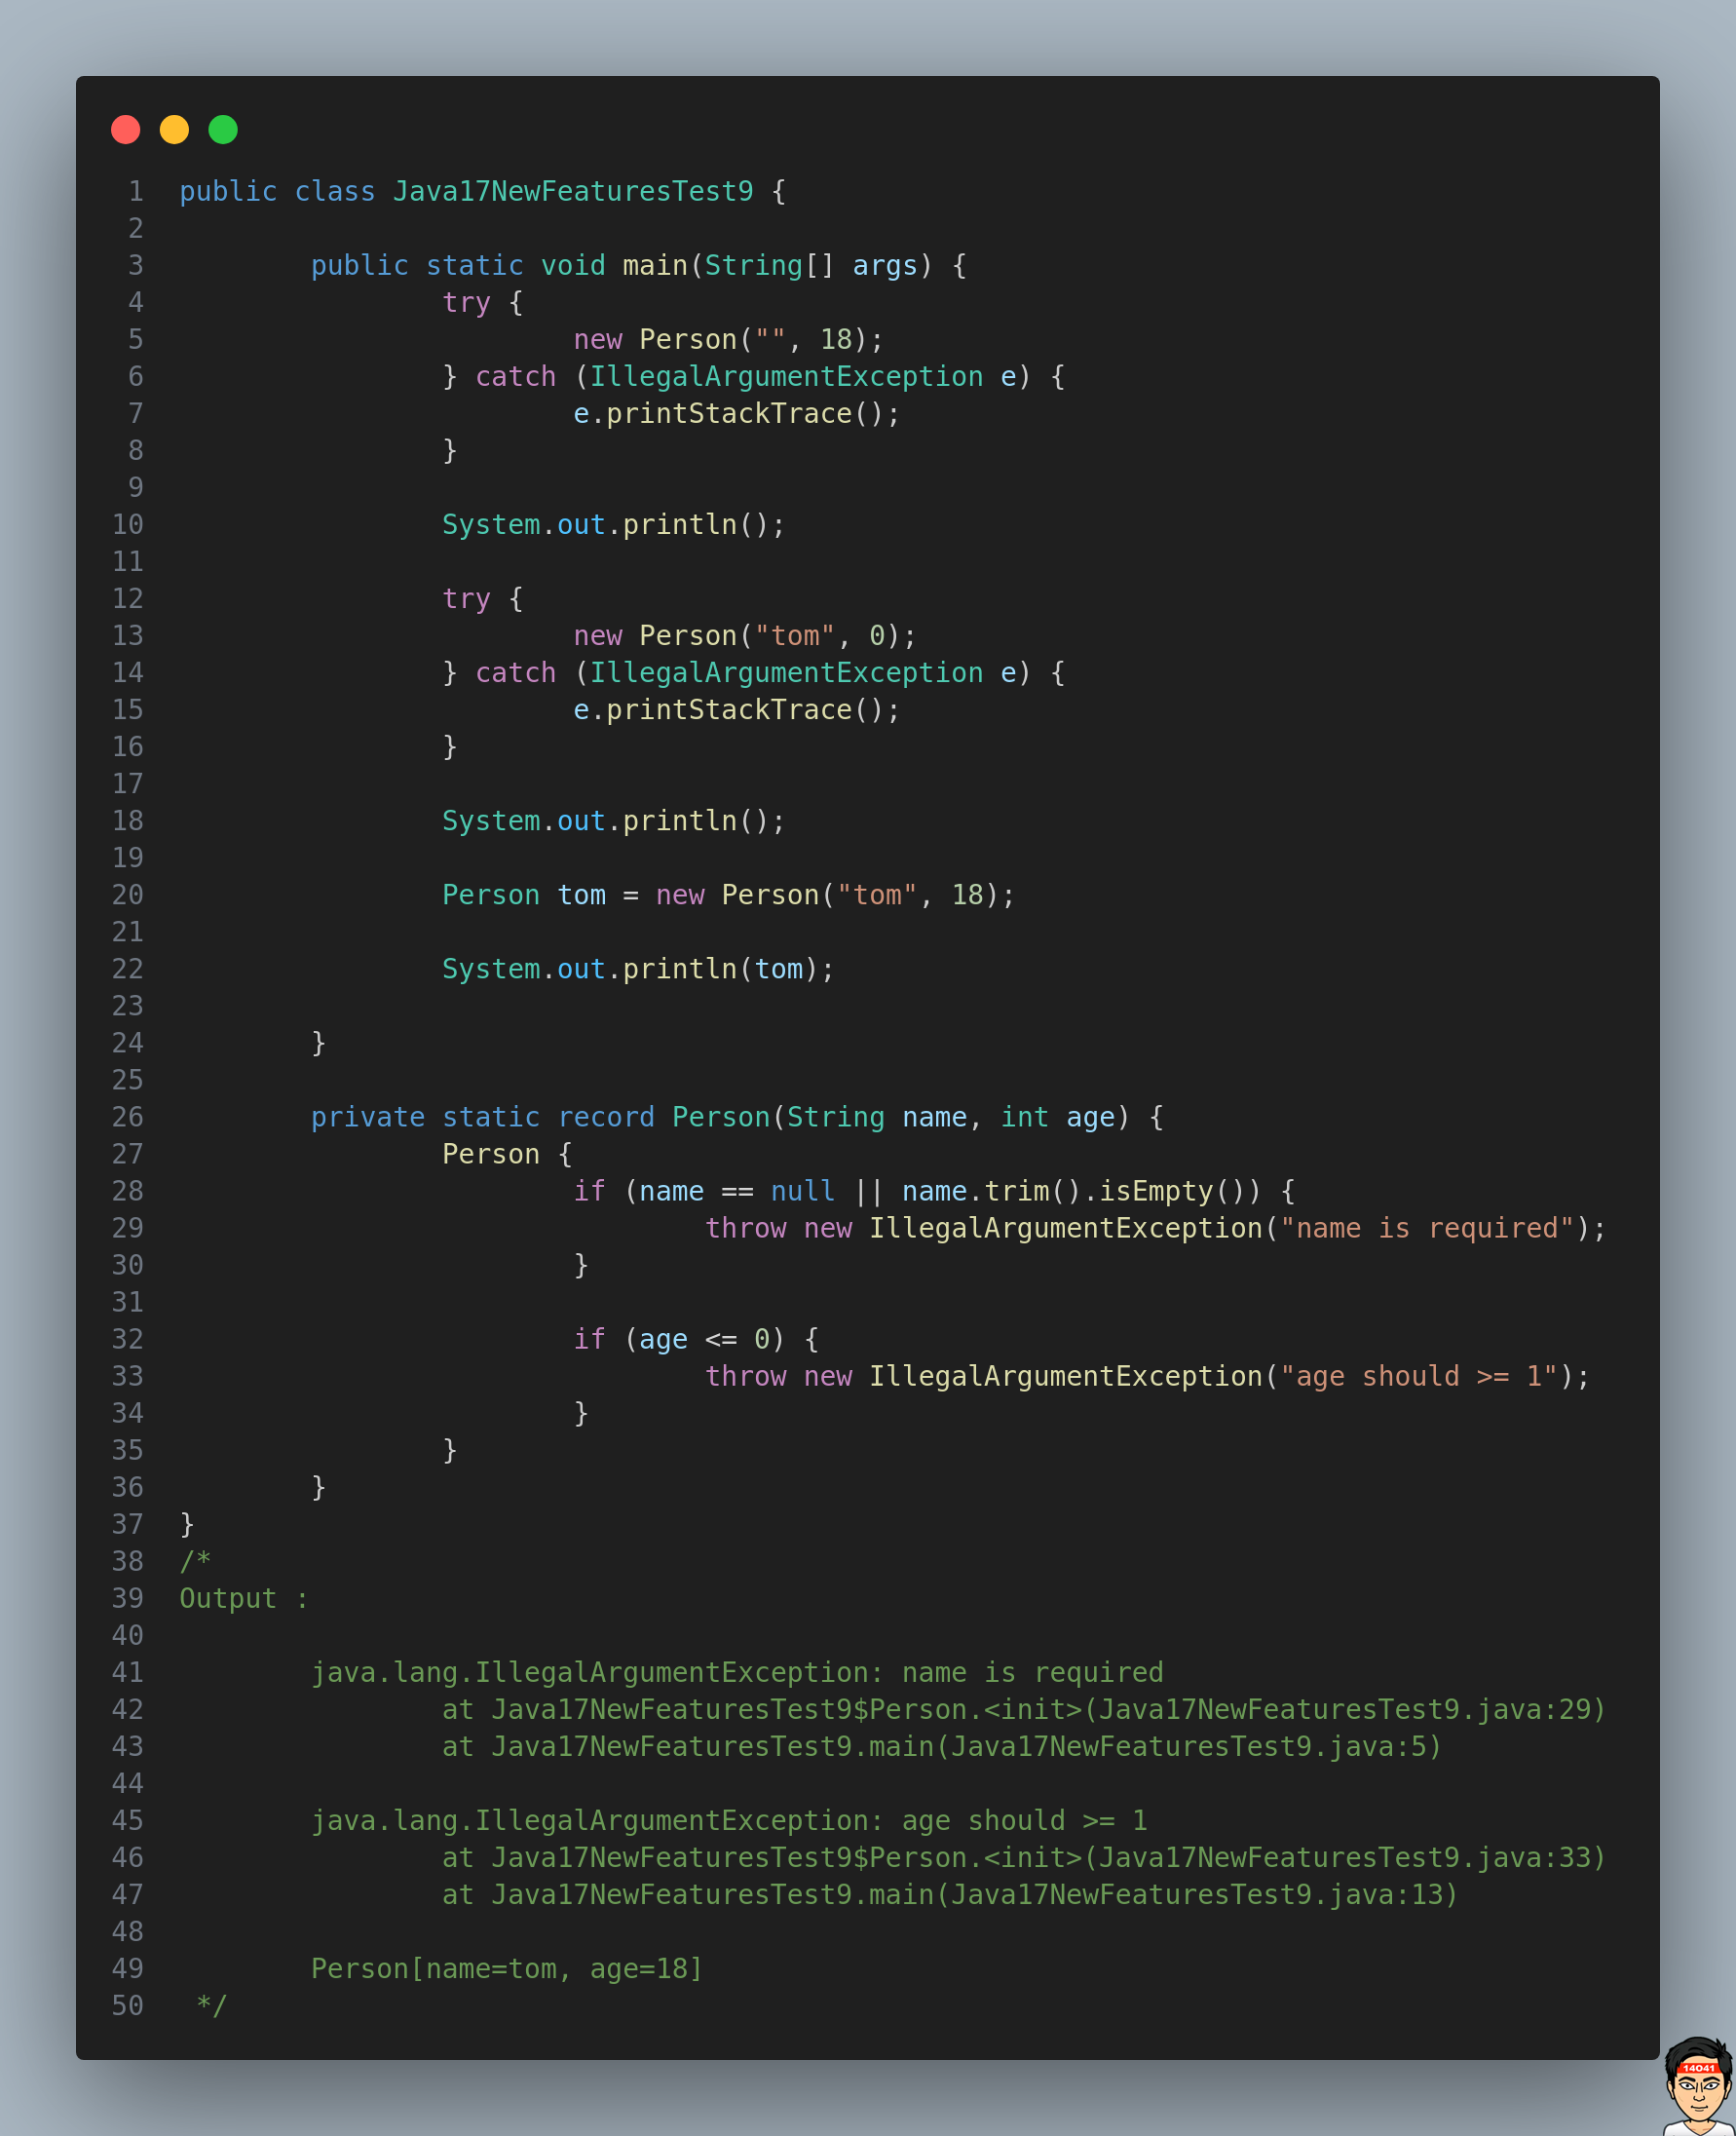 1 public class Java17NewFeaturesTest9 {
2
3 public static void main(String[] args) {
4 try {
5 new Person("", 18);
6 } catch (IllegalArgumentException e) {
7 e.printStackTrace();
8 }
9
10 System.out.println();
11
12 try {
13 new Person("tom", 0);
14 } catch (IllegalArgumentException e) {
15 e.printStackTrace();
16 }
17
18 System.out.println();
19
20 Person tom = new Person("tom", 18);
21
22 System.out.println(tom);
23
24 }
25
26 private static record Person(String name, int age) {
27 Person {
28 if (name == null || name.trim().isEmpty()) {
29 throw new IllegalArgumentException("name is required");
30 }
31
32 if (age <= 0) {
33 throw new IllegalArgumentException("age should >= 1");
34 }
35 }
36 }
37 }
38 /*
39 Output :
40
41 java.lang.IllegalArgumentException: name is required
42 at Java17NewFeaturesTest9$Person.<init>(Java17NewFeaturesTest9.java:29)
43 at Java17NewFeaturesTest9.main(Java17NewFeaturesTest9.java:5)
44
45 java.lang.IllegalArgumentException: age should >= 1
46 at Java17NewFeaturesTest9$Person.<init>(Java17NewFeaturesTest9.java:33)
47 at Java17NewFeaturesTest9.main(Java17NewFeaturesTest9.java:13)
48
49 Person[name=tom, age=18]
50 */
14041